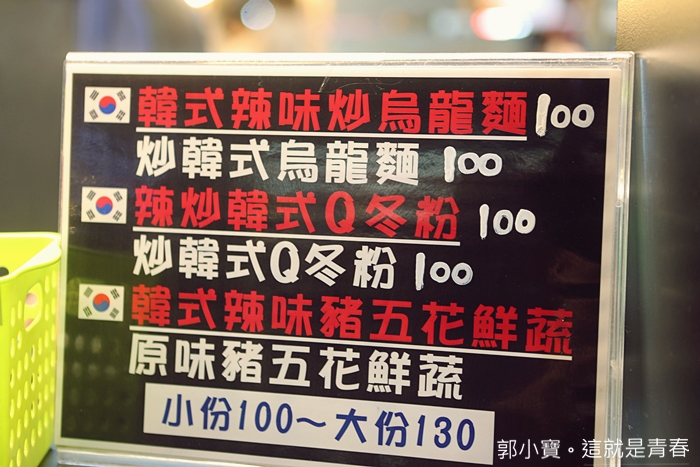 韓式辣味炒烏龍麵100
炒韓式烏龍麵 100
辣炒韓式Q冬粉 100
炒韓式Q冬粉 100
韓式辣味豬五花鮮蔬
原味豬五花鮮蔬
小份100～大份130
郭小寶。這就是青春